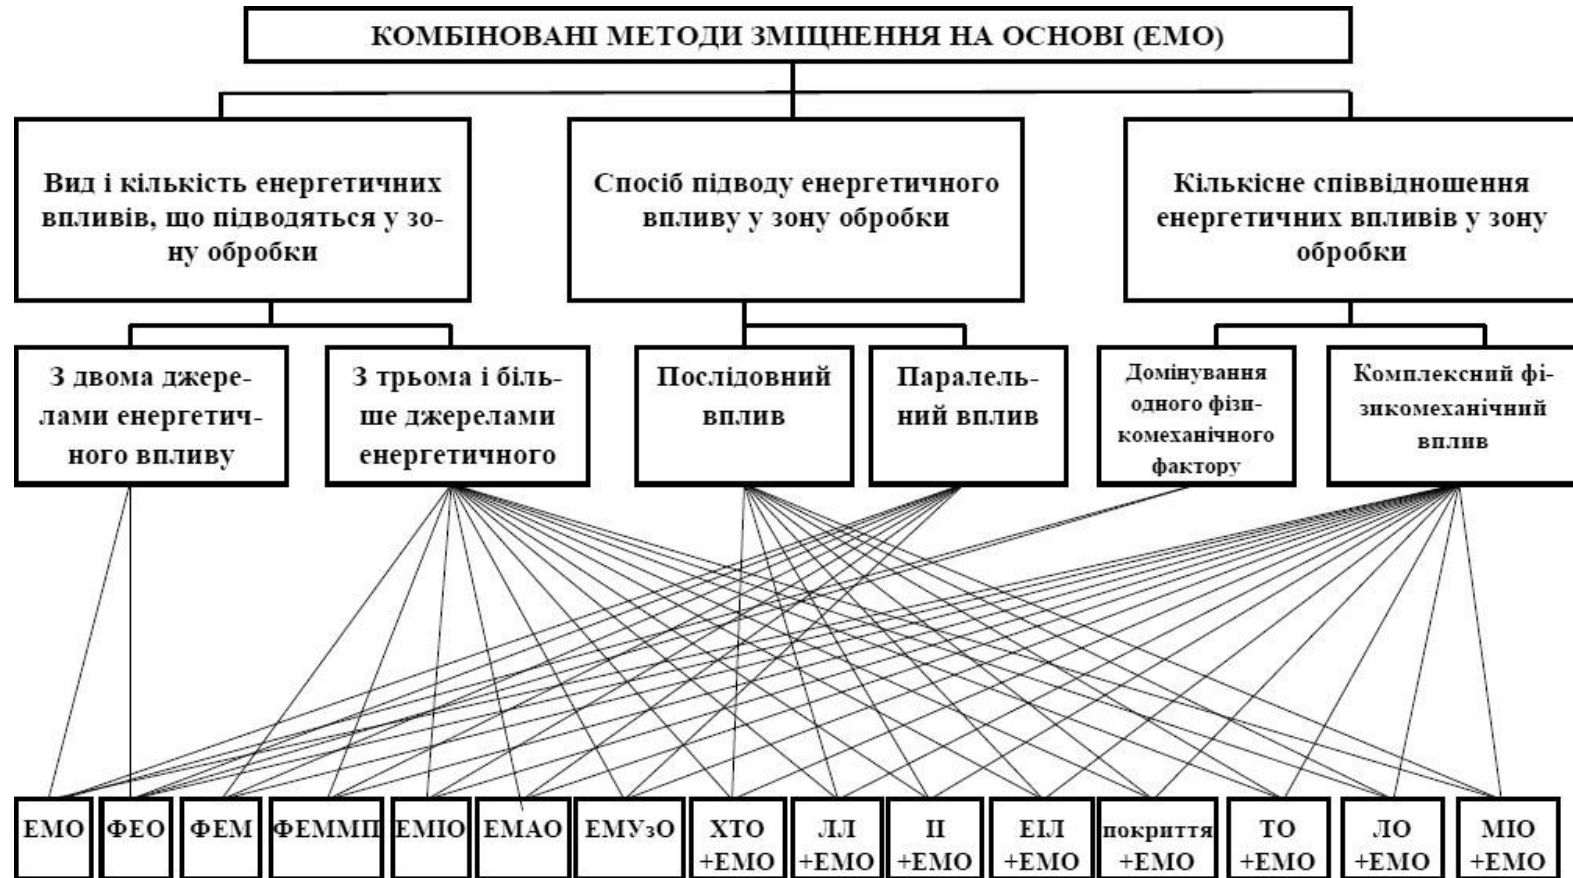 КОМБІНОВАНІ МЕТОДИ ЗМІЦНЕННЯ НА ОСНОВІ (ЕМО)
Вид і кількість енергетичних
впливів, що підводяться у зо-
ну обробки
Спосіб підводу енергетичного
впливу у зону обробки
Кількісне співвідношення
енергетичних впливів у зону
обробки
З двома джере-
лами енергетич-
ного впливу
З трьома і біль-
ше джерелами
енергетичного
Послідовний
вплив
Паралель-
ний вплив
Домінування
одного фізи-
комеханічного
фактору
Комплексний фі-
зикомеханічний
вплив
ЕМО
ФЕО
ФЕМ
ФЕММП
ЕМІО
ЕМАО
ЕМУзО
ХТО
+ЕМО
ЛЛ
+ЕМО
ІІ
+ЕМО
ЕІЛ
+ЕМО
покриття
+ЕМО
ТО
+ЕМО
ЛО
+ЕМО
МІО
+ЕМО